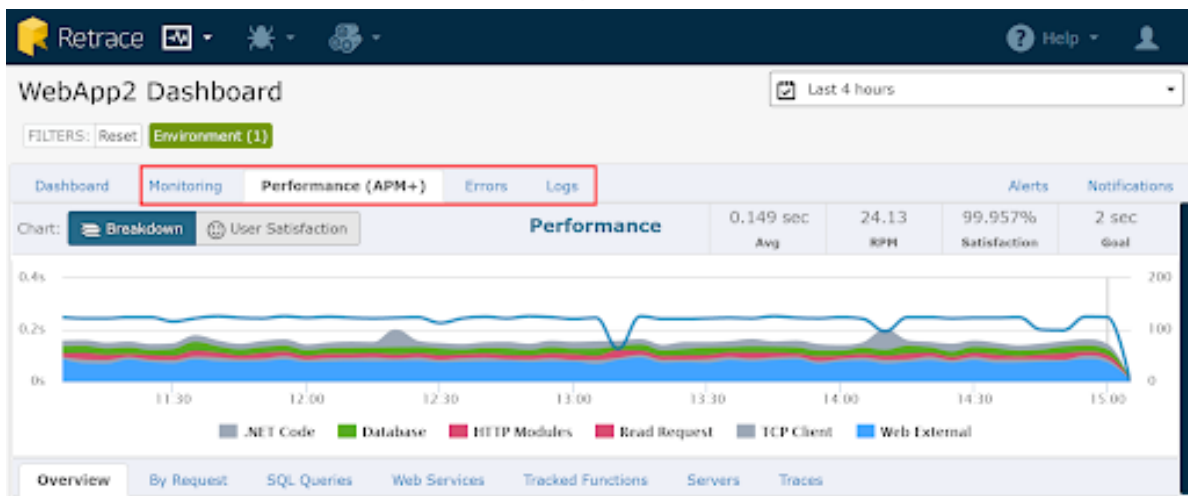 Retrace Help
WebApp2 Dashboard Last 4 hours
FILTERS: Reset Environment (1)
Dashboard Monitoring Performance (APM+) Errors Logs Alerts Notifications
Chart: Breakdown User Satisfaction Performance 0.149 sec 24.13 99.957% 2 sec
Avg RPM Satisfaction Goal
0.4s 200
0.2s 100
0s 0
11:30 12:00 12:30 13:00 13:30 14:00 14:30 15:00
.NET Code Database HTTP Modules Read Request TCP Client Web External
Overview By Request SQL Queries Web Services Tracked Functions Servers Traces